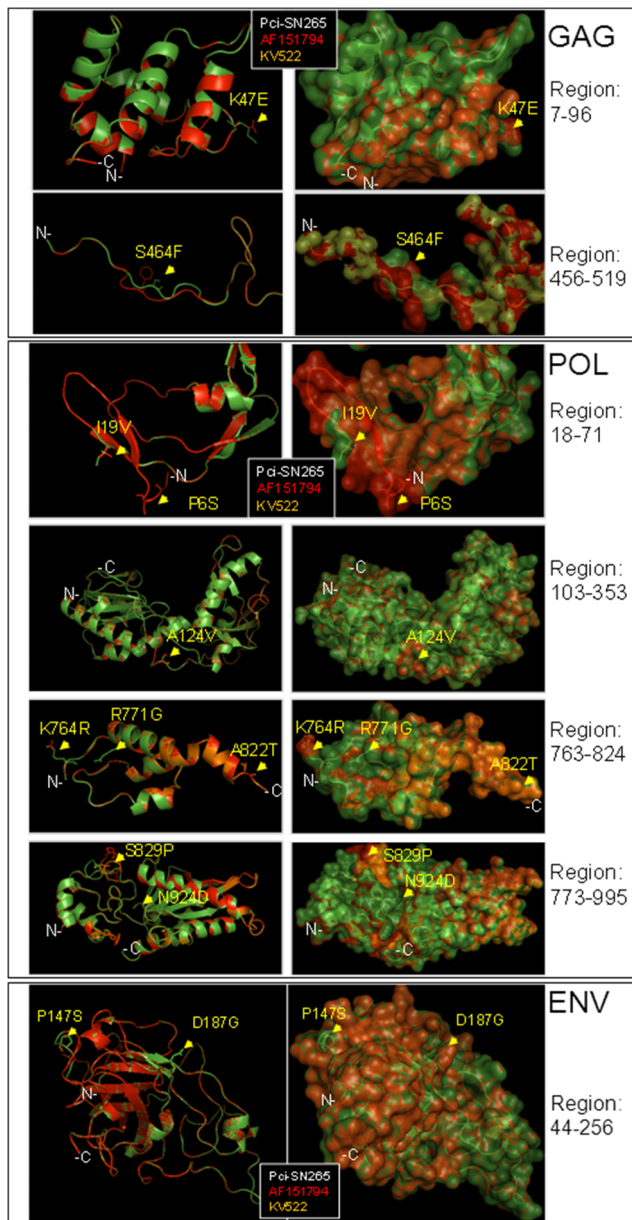 Pci-SN265
AF151794
KV522
GAG
Region:
7-96
K47E
K47E
-C
N-
-C
N-
N-
S464F
N-
S464F
Region:
456-519
POL
Region:
18-71
I19V
-N
P6S
I19V
-N
P6S
Pci-SN265
AF151794
KV522
-C
N-
A124V
-C
N-
A124V
Region:
103-353
K764R
R771G
A822T
N-
-C
K764R
R771G
A822T
N-
-C
Region:
763-824
S829P
N924D
N-
-C
S829P
N924D
N-
-C
Region:
773-995
ENV
P147S
D187G
N-
-C
P147S
D187G
N-
-C
Region:
44-256
Pci-SN265
AF151794
KV522